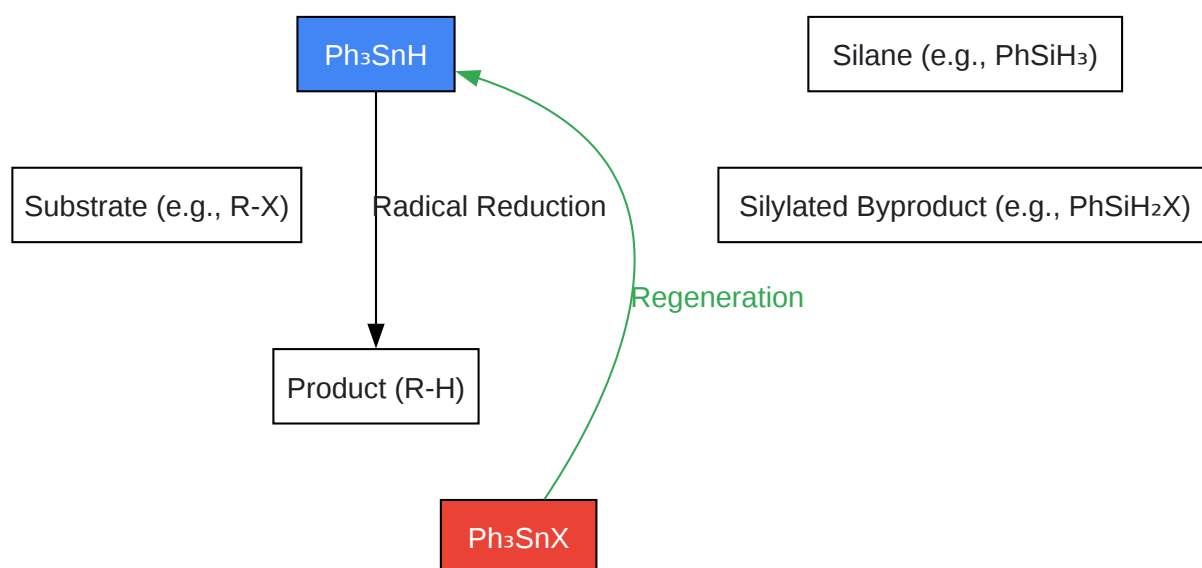 Ph₃SnH
Silane (e.g., PhSiH₃)
Substrate (e.g., R-X)
Radical Reduction
Silylated Byproduct (e.g., PhSiH₂X)
Regeneration
Product (R-H)
Ph₃SnX